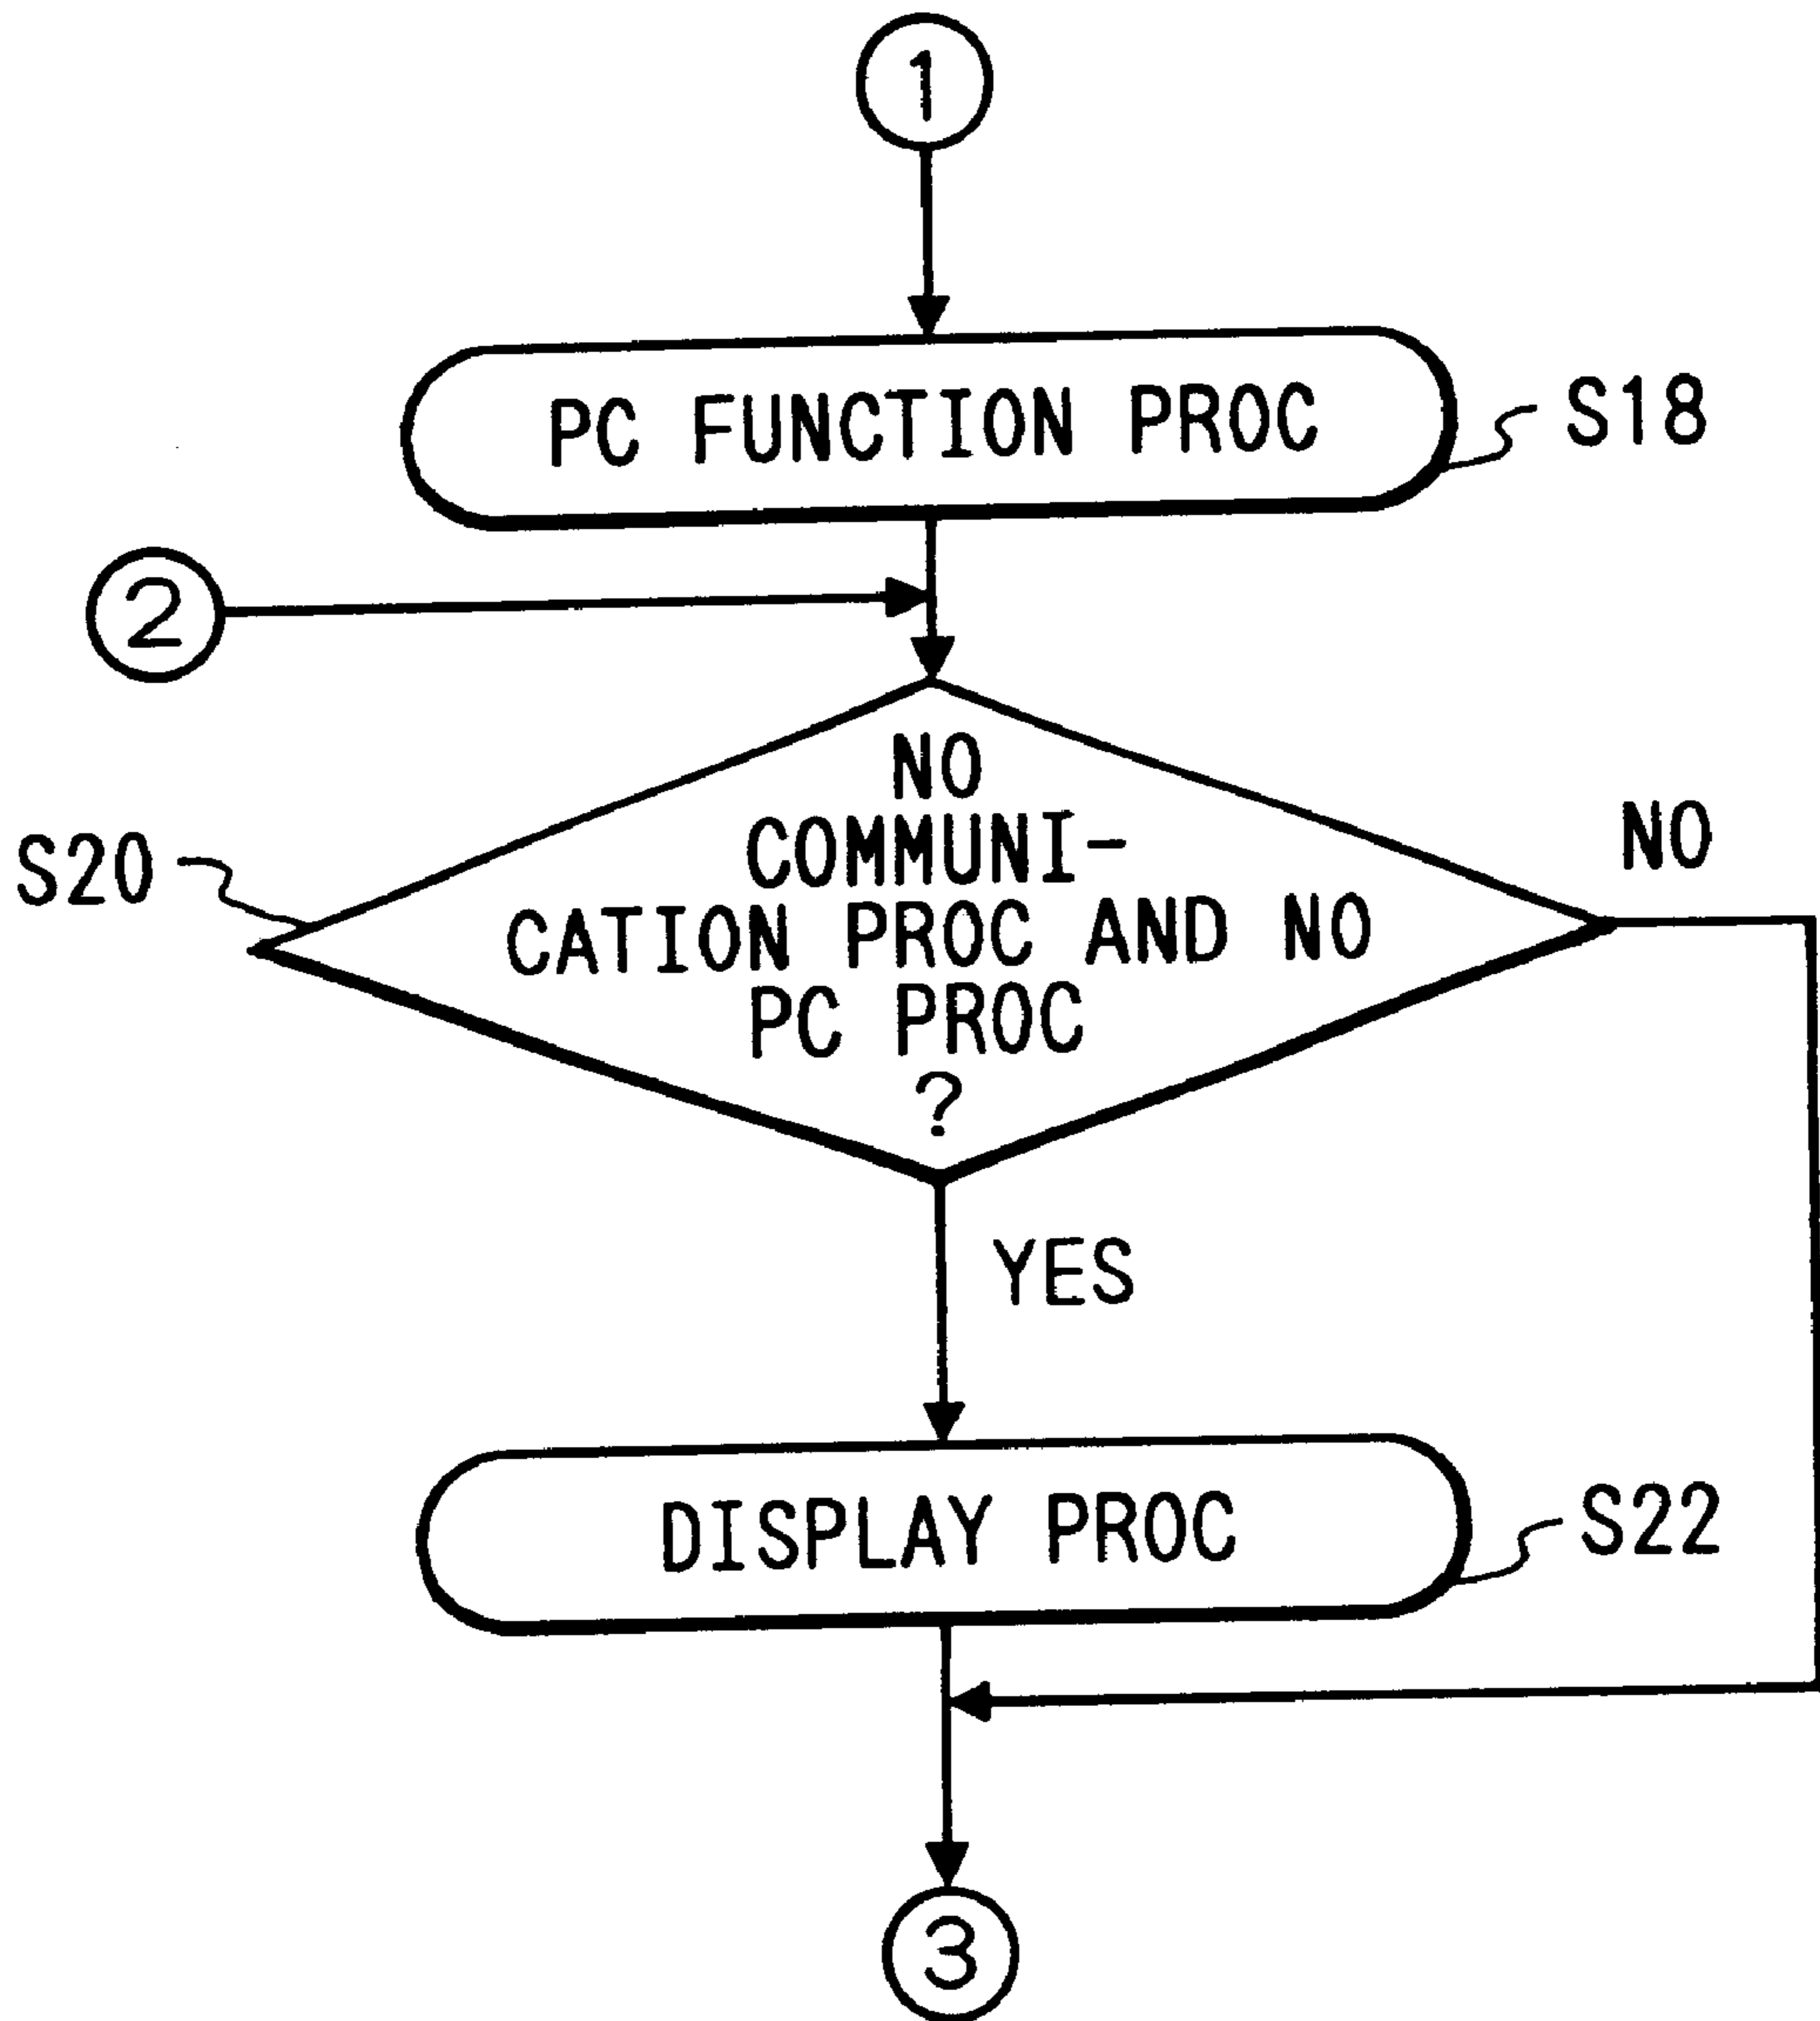 1
PC FUNCTION PROC
S18
2
NO
COMMUNI-
CATION PROC AND NO
PC PROC
?
S20
NO
YES
DISPLAY PROC
S22
3